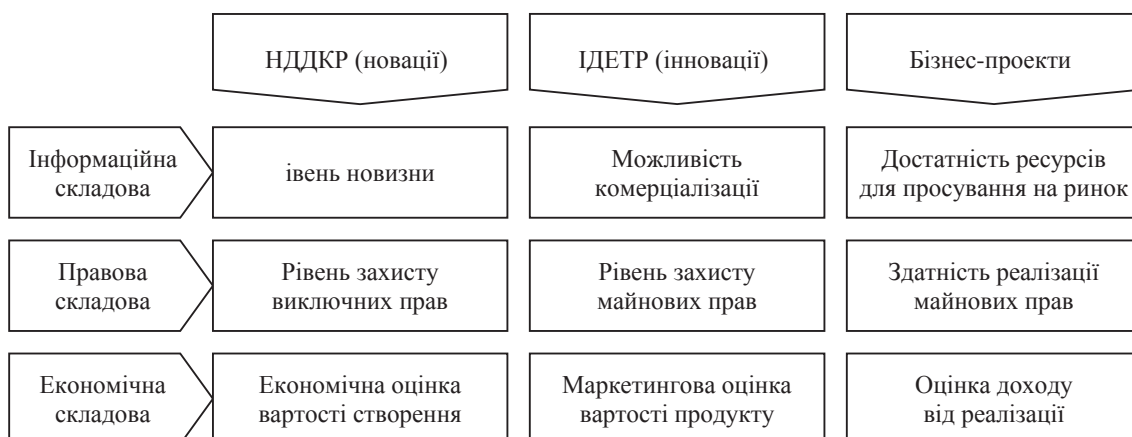 НДДКР (новації)
ІДЕТР (інновації)
Бізнес-проекти
Інформаційна
складова
івень новизни
Можливість
комерціалізації
Достатність ресурсів
для просування на ринок
Правова
складова
Рівень захисту
виключних прав
Рівень захисту
майнових прав
Здатність реалізації
майнових прав
Економічна
складова
Економічна оцінка
вартості створення
Маркетингова оцінка
вартості продукту
Оцінка доходу
від реалізації